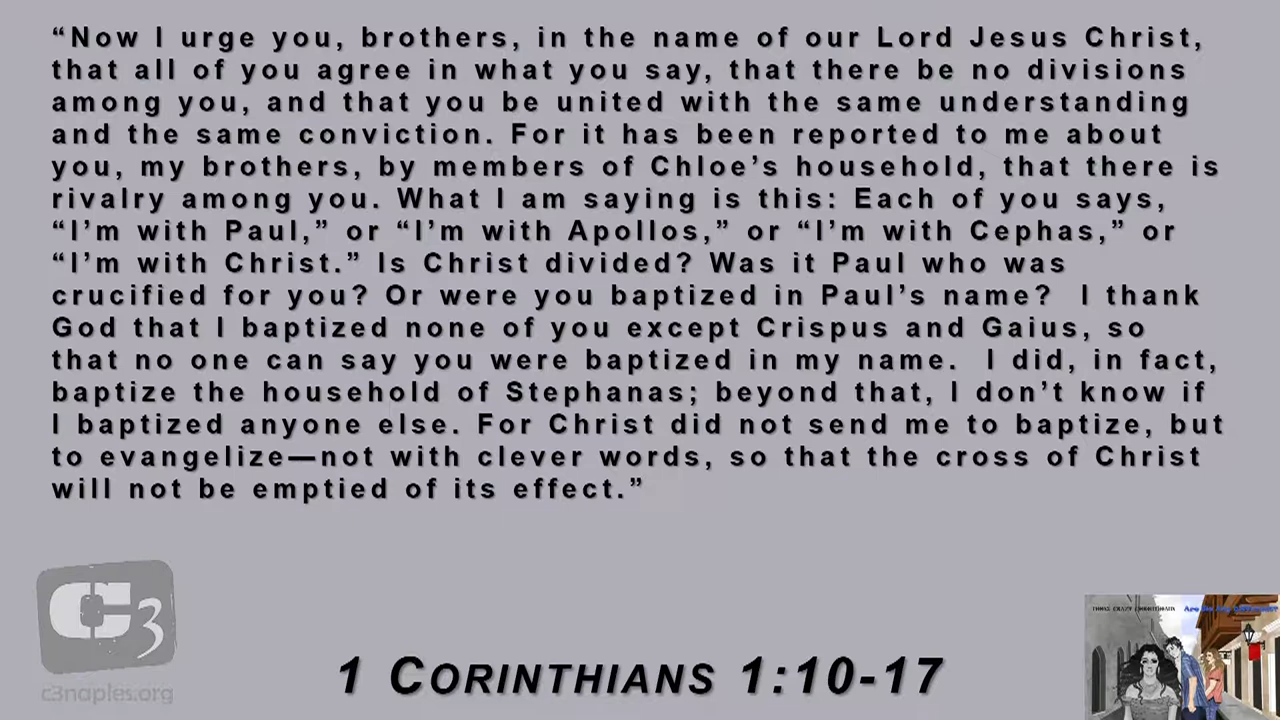 “Now I urge you, brothers, in the name of our Lord Jesus Christ,
that all of you agree in what you say, that there be no divisions
among you, and that you be united with the same understanding
and the same conviction. For it has been reported to me about
you, my brothers, by members of Chloe’s household, that there is
rivalry among you. What I am saying is this: Each of you says,
“I’m with Paul,” or “I’m with Apollos,” or “I’m with Cephas,” or
“I’m with Christ.” Is Christ divided? Was it Paul who was
crucified for you? Or were you baptized in Paul’s name?  I thank
God that I baptized none of you except Crispus and Gaius, so
that no one can say you were baptized in my name.  I did, in fact,
baptize the household of Stephanas; beyond that, I don’t know if
I baptized anyone else. For Christ did not send me to baptize, but
to evangelize—not with clever words, so that the cross of Christ
will not be emptied of its effect.”
C3
c3naples.org
1 CORINTHIANS 1:10-17
THOSE CRAZY CORINTHIANS